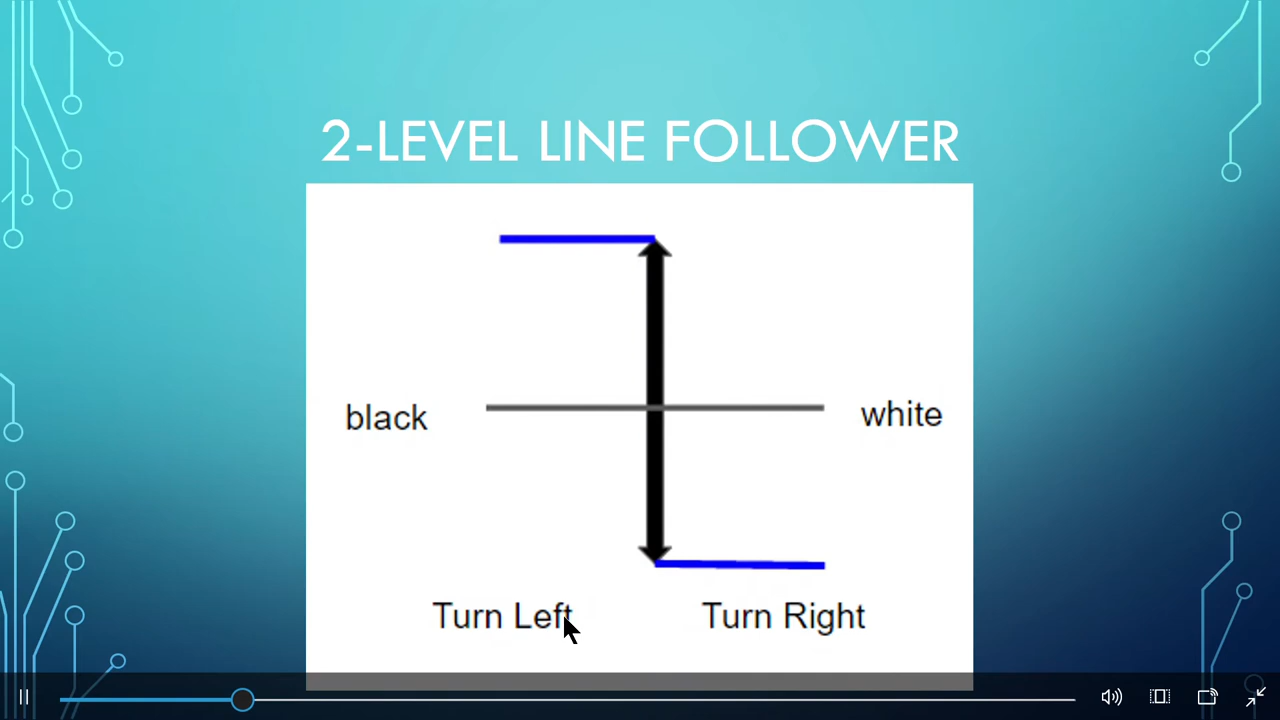 2-LEVEL LINE FOLLOWER
black
white
Turn Left
Turn Right